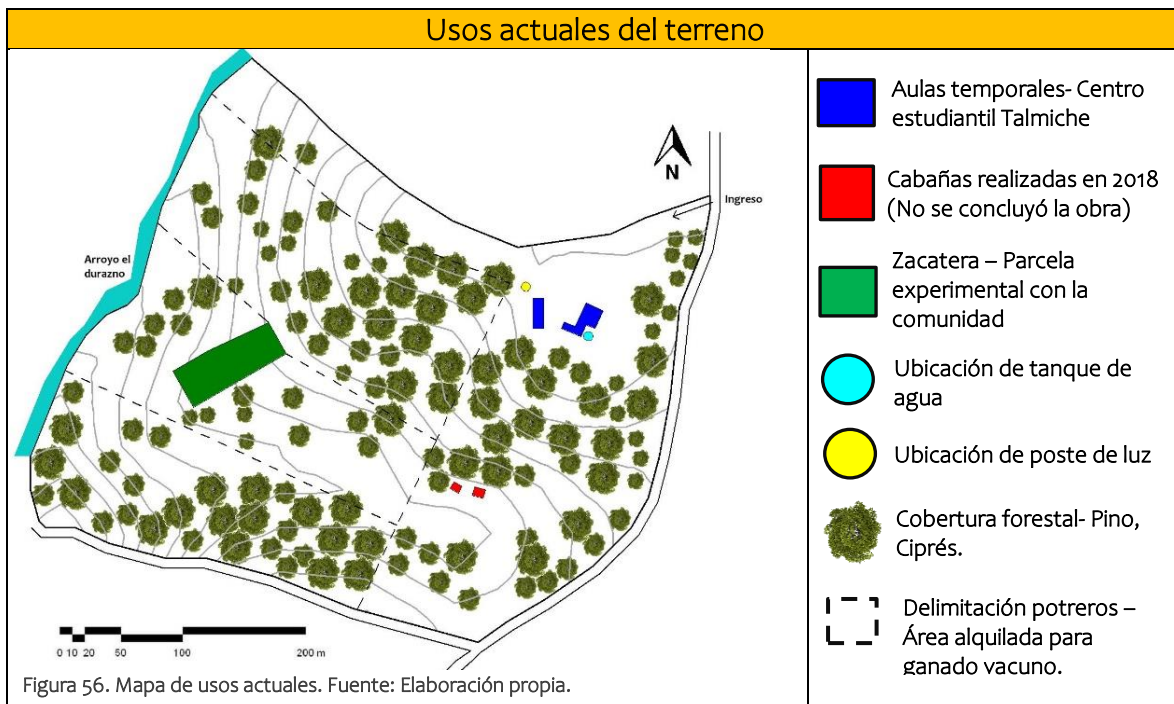 Usos actuales del terreno
N
Ingreso
Arroyo el
durazno
0 10 20 50 100 200 m
Figura 56. Mapa de usos actuales. Fuente: Elaboración propia.
Aulas temporales- Centro
estudiantil Talmiche
Cabañas realizadas en 2018
(No se concluyó la obra)
Zacatera – Parcela
experimental con la
comunidad
Ubicación de tanque de
agua
Ubicación de poste de luz
Cobertura forestal- Pino,
Ciprés.
Delimitación potreros –
Área alquilada para
ganado vacuno.